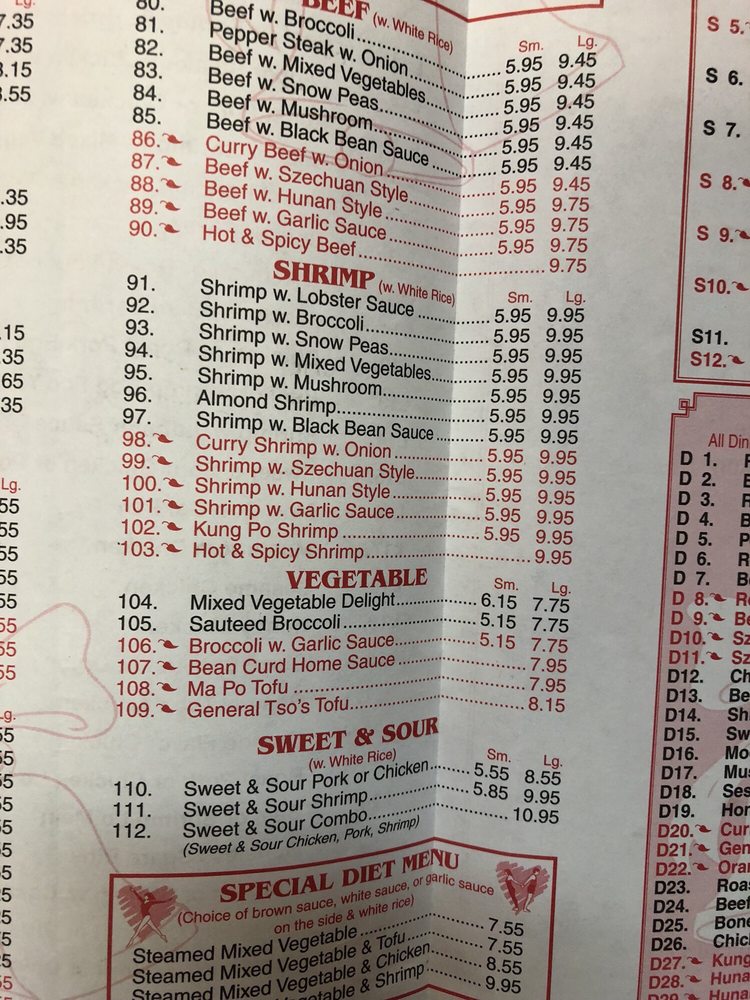 BEEF (w. White Rice)
Sm. Lg.
80. Beef w. Broccoli 5.95 9.45
81. Pepper Steak w. Onion 5.95 9.45
82. Beef w. Mixed Vegetables 5.95 9.45
83. Beef w. Snow Peas 5.95 9.45
84. Beef w. Mushroom 5.95 9.45
85. Beef w. Black Bean Sauce 5.95 9.45
86. Curry Beef w. Onion 5.95 9.45
87. Beef w. Szechuan Style 5.95 9.75
88. Beef w. Hunan Style 5.95 9.75
89. Beef w. Garlic Sauce 5.95 9.75
90. Hot & Spicy Beef 9.75
SHRIMP (w. White Rice)
Sm. Lg.
91. Shrimp w. Lobster Sauce 5.95 9.95
92. Shrimp w. Broccoli 5.95 9.95
93. Shrimp w. Snow Peas 5.95 9.95
94. Shrimp w. Mixed Vegetables 5.95 9.95
95. Shrimp w. Mushroom 5.95 9.95
96. Almond Shrimp 5.95 9.95
97. Shrimp w. Black Bean Sauce 5.95 9.95
98. Curry Shrimp w. Onion 5.95 9.95
99. Shrimp w. Szechuan Style 5.95 9.95
100. Shrimp w. Hunan Style 5.95 9.95
101. Shrimp w. Garlic Sauce 5.95 9.95
102. Kung Po Shrimp 5.95 9.95
103. Hot & Spicy Shrimp 9.95
VEGETABLE
Sm. Lg.
104. Mixed Vegetable Delight 6.15 7.75
105. Sauteed Broccoli 5.15 7.75
106. Broccoli w. Garlic Sauce 5.15 7.75
107. Bean Curd Home Sauce 7.95
108. Ma Po Tofu 7.95
109. General Tso's Tofu 8.15
SWEET & SOUR
(w. White Rice)
Sm. Lg.
110. Sweet & Sour Pork or Chicken 5.55 8.55
111. Sweet & Sour Shrimp 5.85 9.95
112. Sweet & Sour Combo 10.95
(Sweet & Sour Chicken, Pork, Shrimp)
SPECIAL DIET MENU
(Choice of brown sauce, white sauce, or garlic sauce
on the side & white rice)
Steamed Mixed Vegetable 7.55
Steamed Mixed Vegetable & Tofu 7.55
Steamed Mixed Vegetable & Chicken 8.55
Steamed Mixed Vegetable & Shrimp 9.95
S 5.
S 6.
S 7.
S 8.
S 9.
S10.
S11.
S12.
All Din
D 1.
D 2.
D 3.
D 4.
D 5.
D 6.
D 7.
D 8.
D 9.
D10.
D11.
D12.
D13.
D14.
D15.
D16.
D17.
D18.
D19.
D20.
D21.
D22.
D23.
D24.
D25.
D26.
D27.
D28.